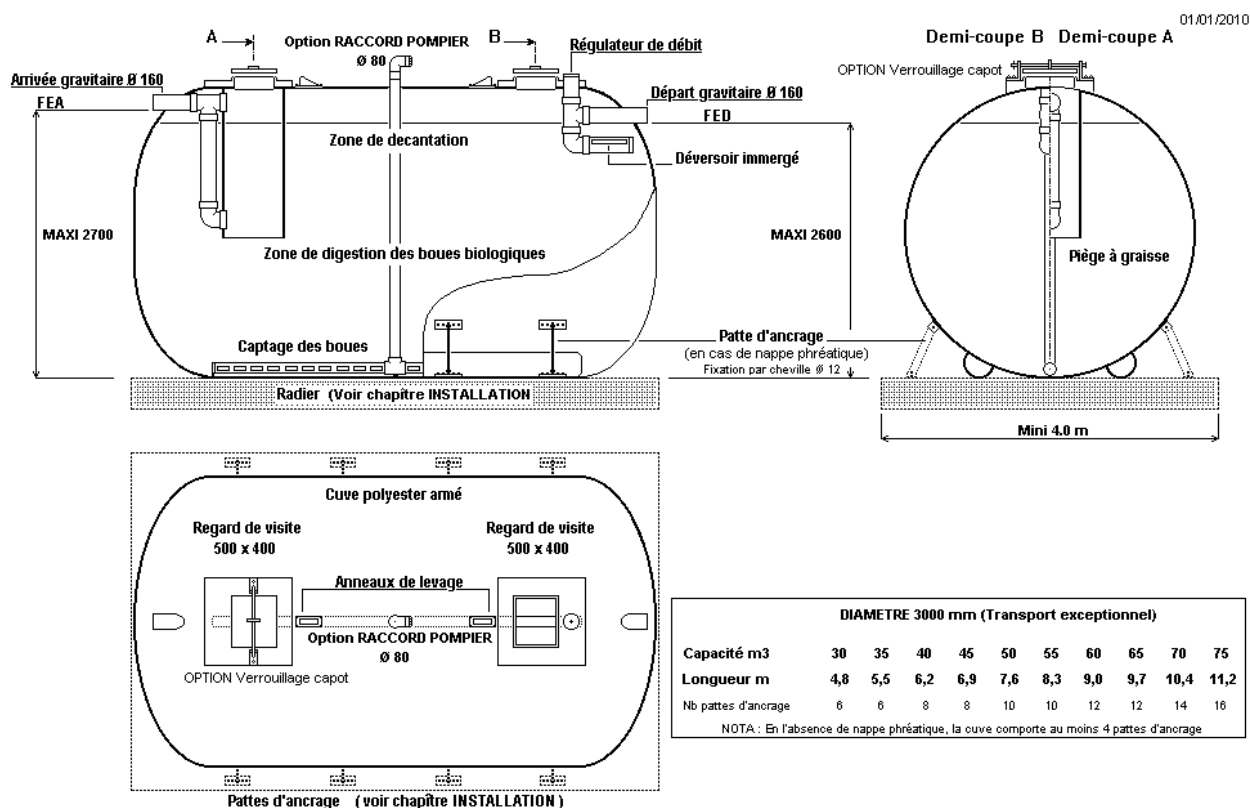 01/01/2010
A
Option RACCORD POMPIER
Ø 80
B
Régulateur de débit
Demi-coupe B Demi-coupe A
OPTION Verrouillage capot
Arrivée gravitaire Ø 160
FEA
Départ gravitaire Ø 160
FED
Zone de decantation
Déversoir immergé
MAXI 2700
MAXI 2600
Zone de digestion des boues biologiques
Piège à graisse
Captage des boues
Patte d'ancrage
(en cas de nappe phréatique)
Fixation par cheville Ø 12
Radier (Voir chapître INSTALLATION
Mini 4.0 m
Cuve polyester armé
Regard de visite
500 x 400
Regard de visite
500 x 400
Anneaux de levage
Option RACCORD POMPIER
Ø 80
OPTION Verrouillage capot
Pattes d'ancrage ( voir chapître INSTALLATION )
DIAMETRE 3000 mm (Transport exceptionnel)
Capacité m3 30 35 40 45 50 55 60 65 70 75
Longueur m 4,8 5,5 6,2 6,9 7,6 8,3 9,0 9,7 10,4 11,2
Nb pattes d'ancrage 6 6 8 8 10 10 12 12 14 16
NOTA : En l'absence de nappe phréatique, la cuve comporte au moins 4 pattes d'ancrage